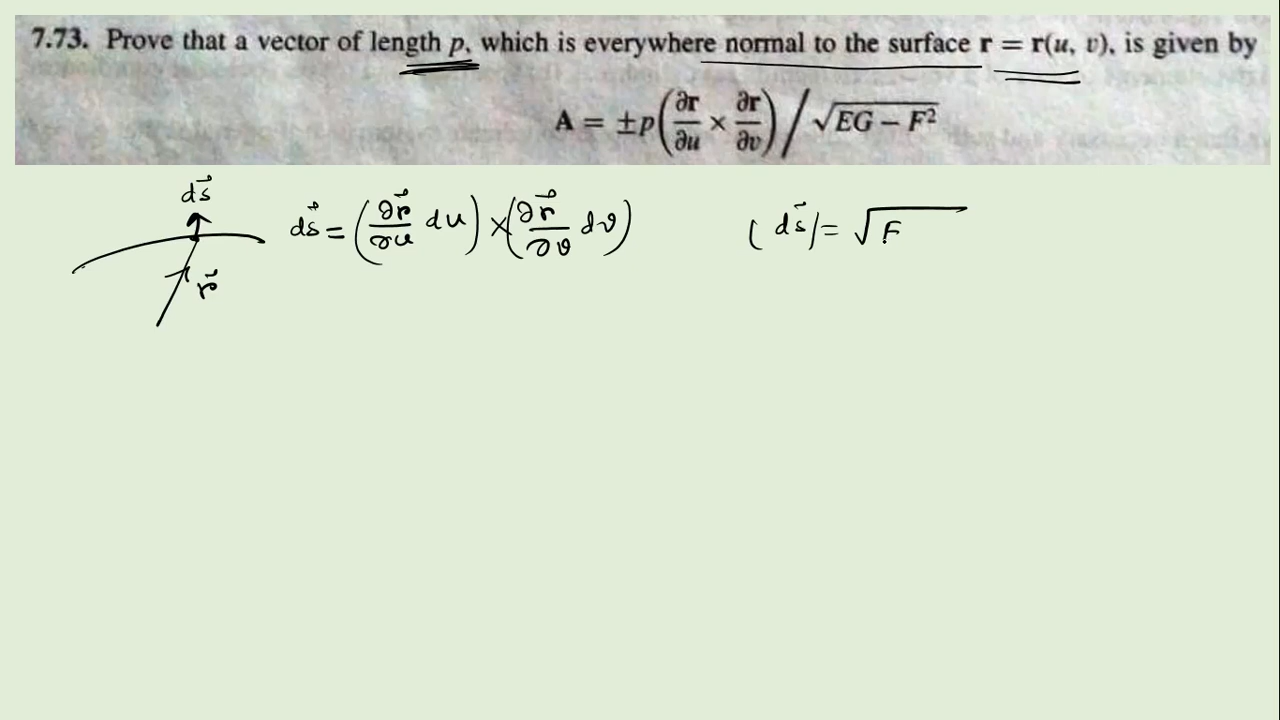 7.73. Prove that a vector of length p, which is everywhere normal to the surface r = r(u, v), is given by
A = ±p(∂r/∂u × ∂r/∂v) / √EG − F²
ds⃗
ds⃗ = (∂r⃗/∂u du) × (∂r⃗/∂v dv) |ds⃗| = √F
r⃗